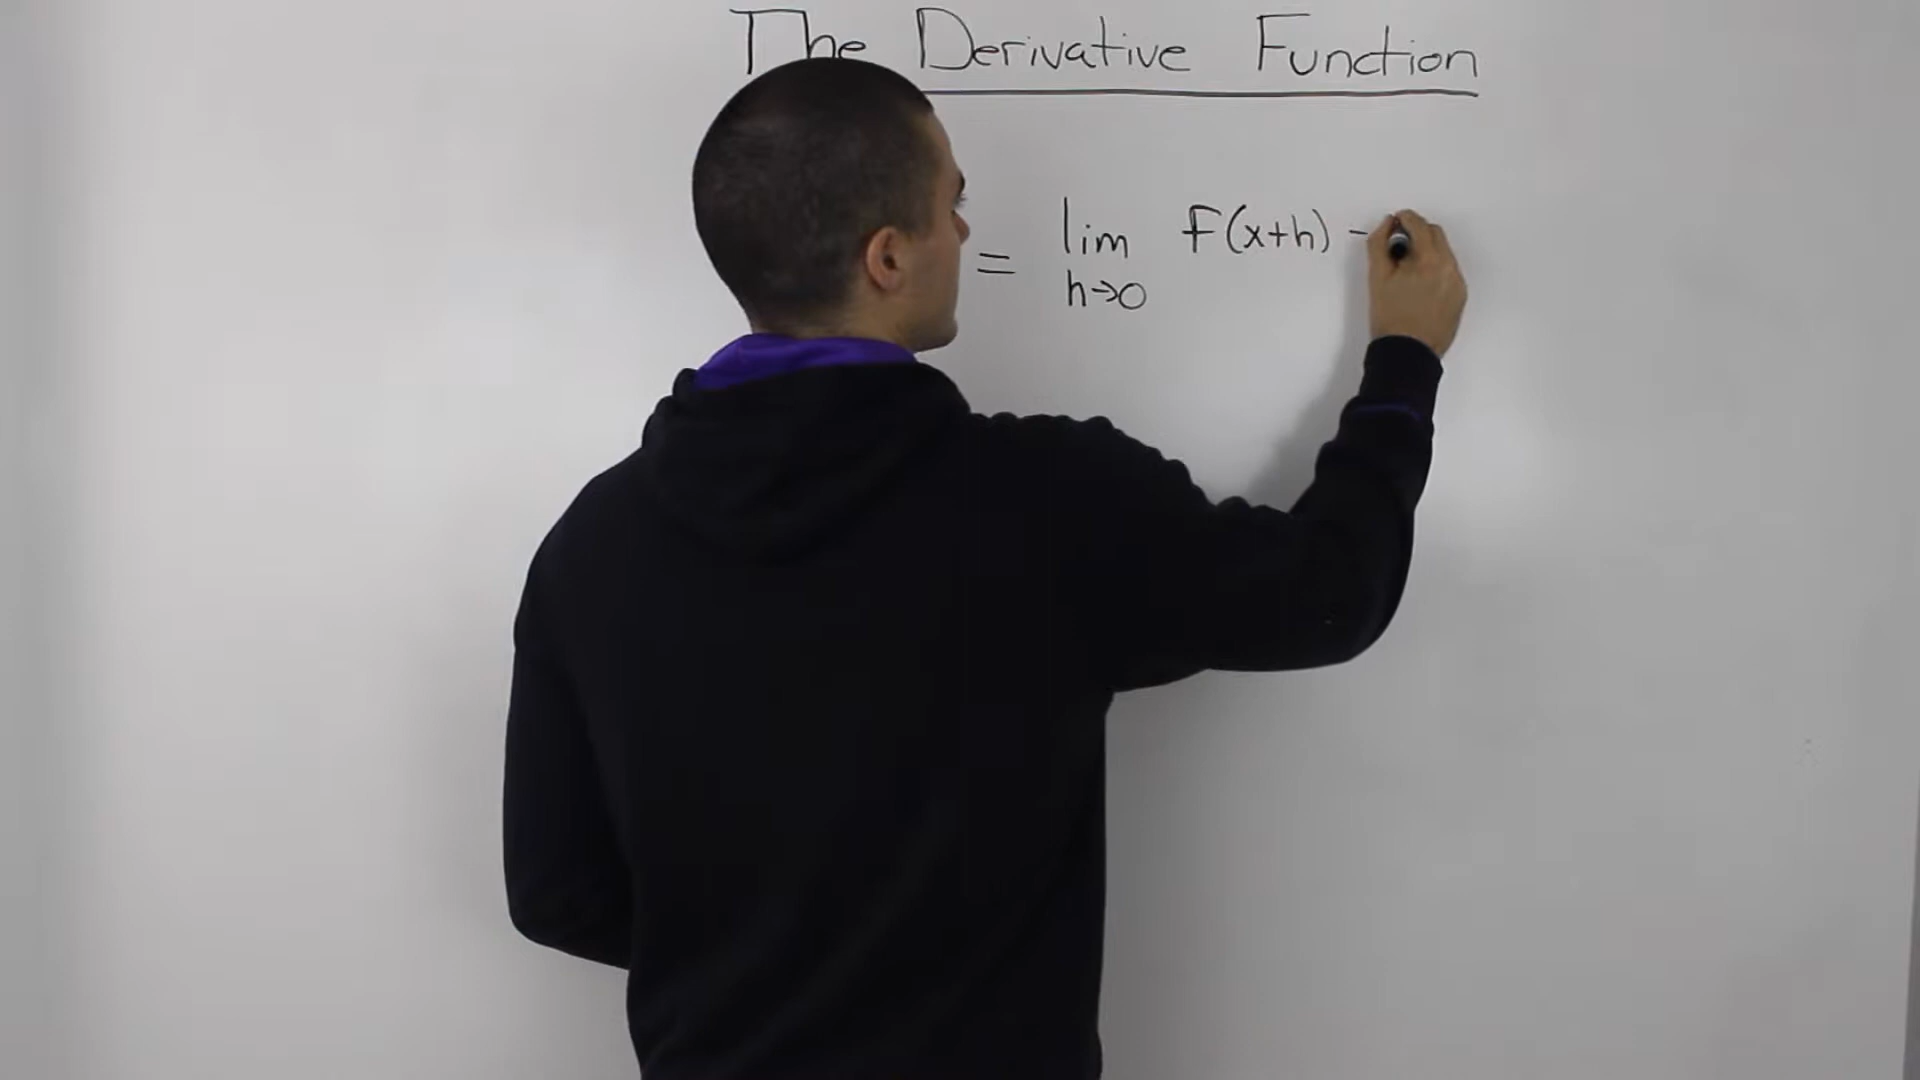 The Derivative Function
= lim F(x+h) -
h→0